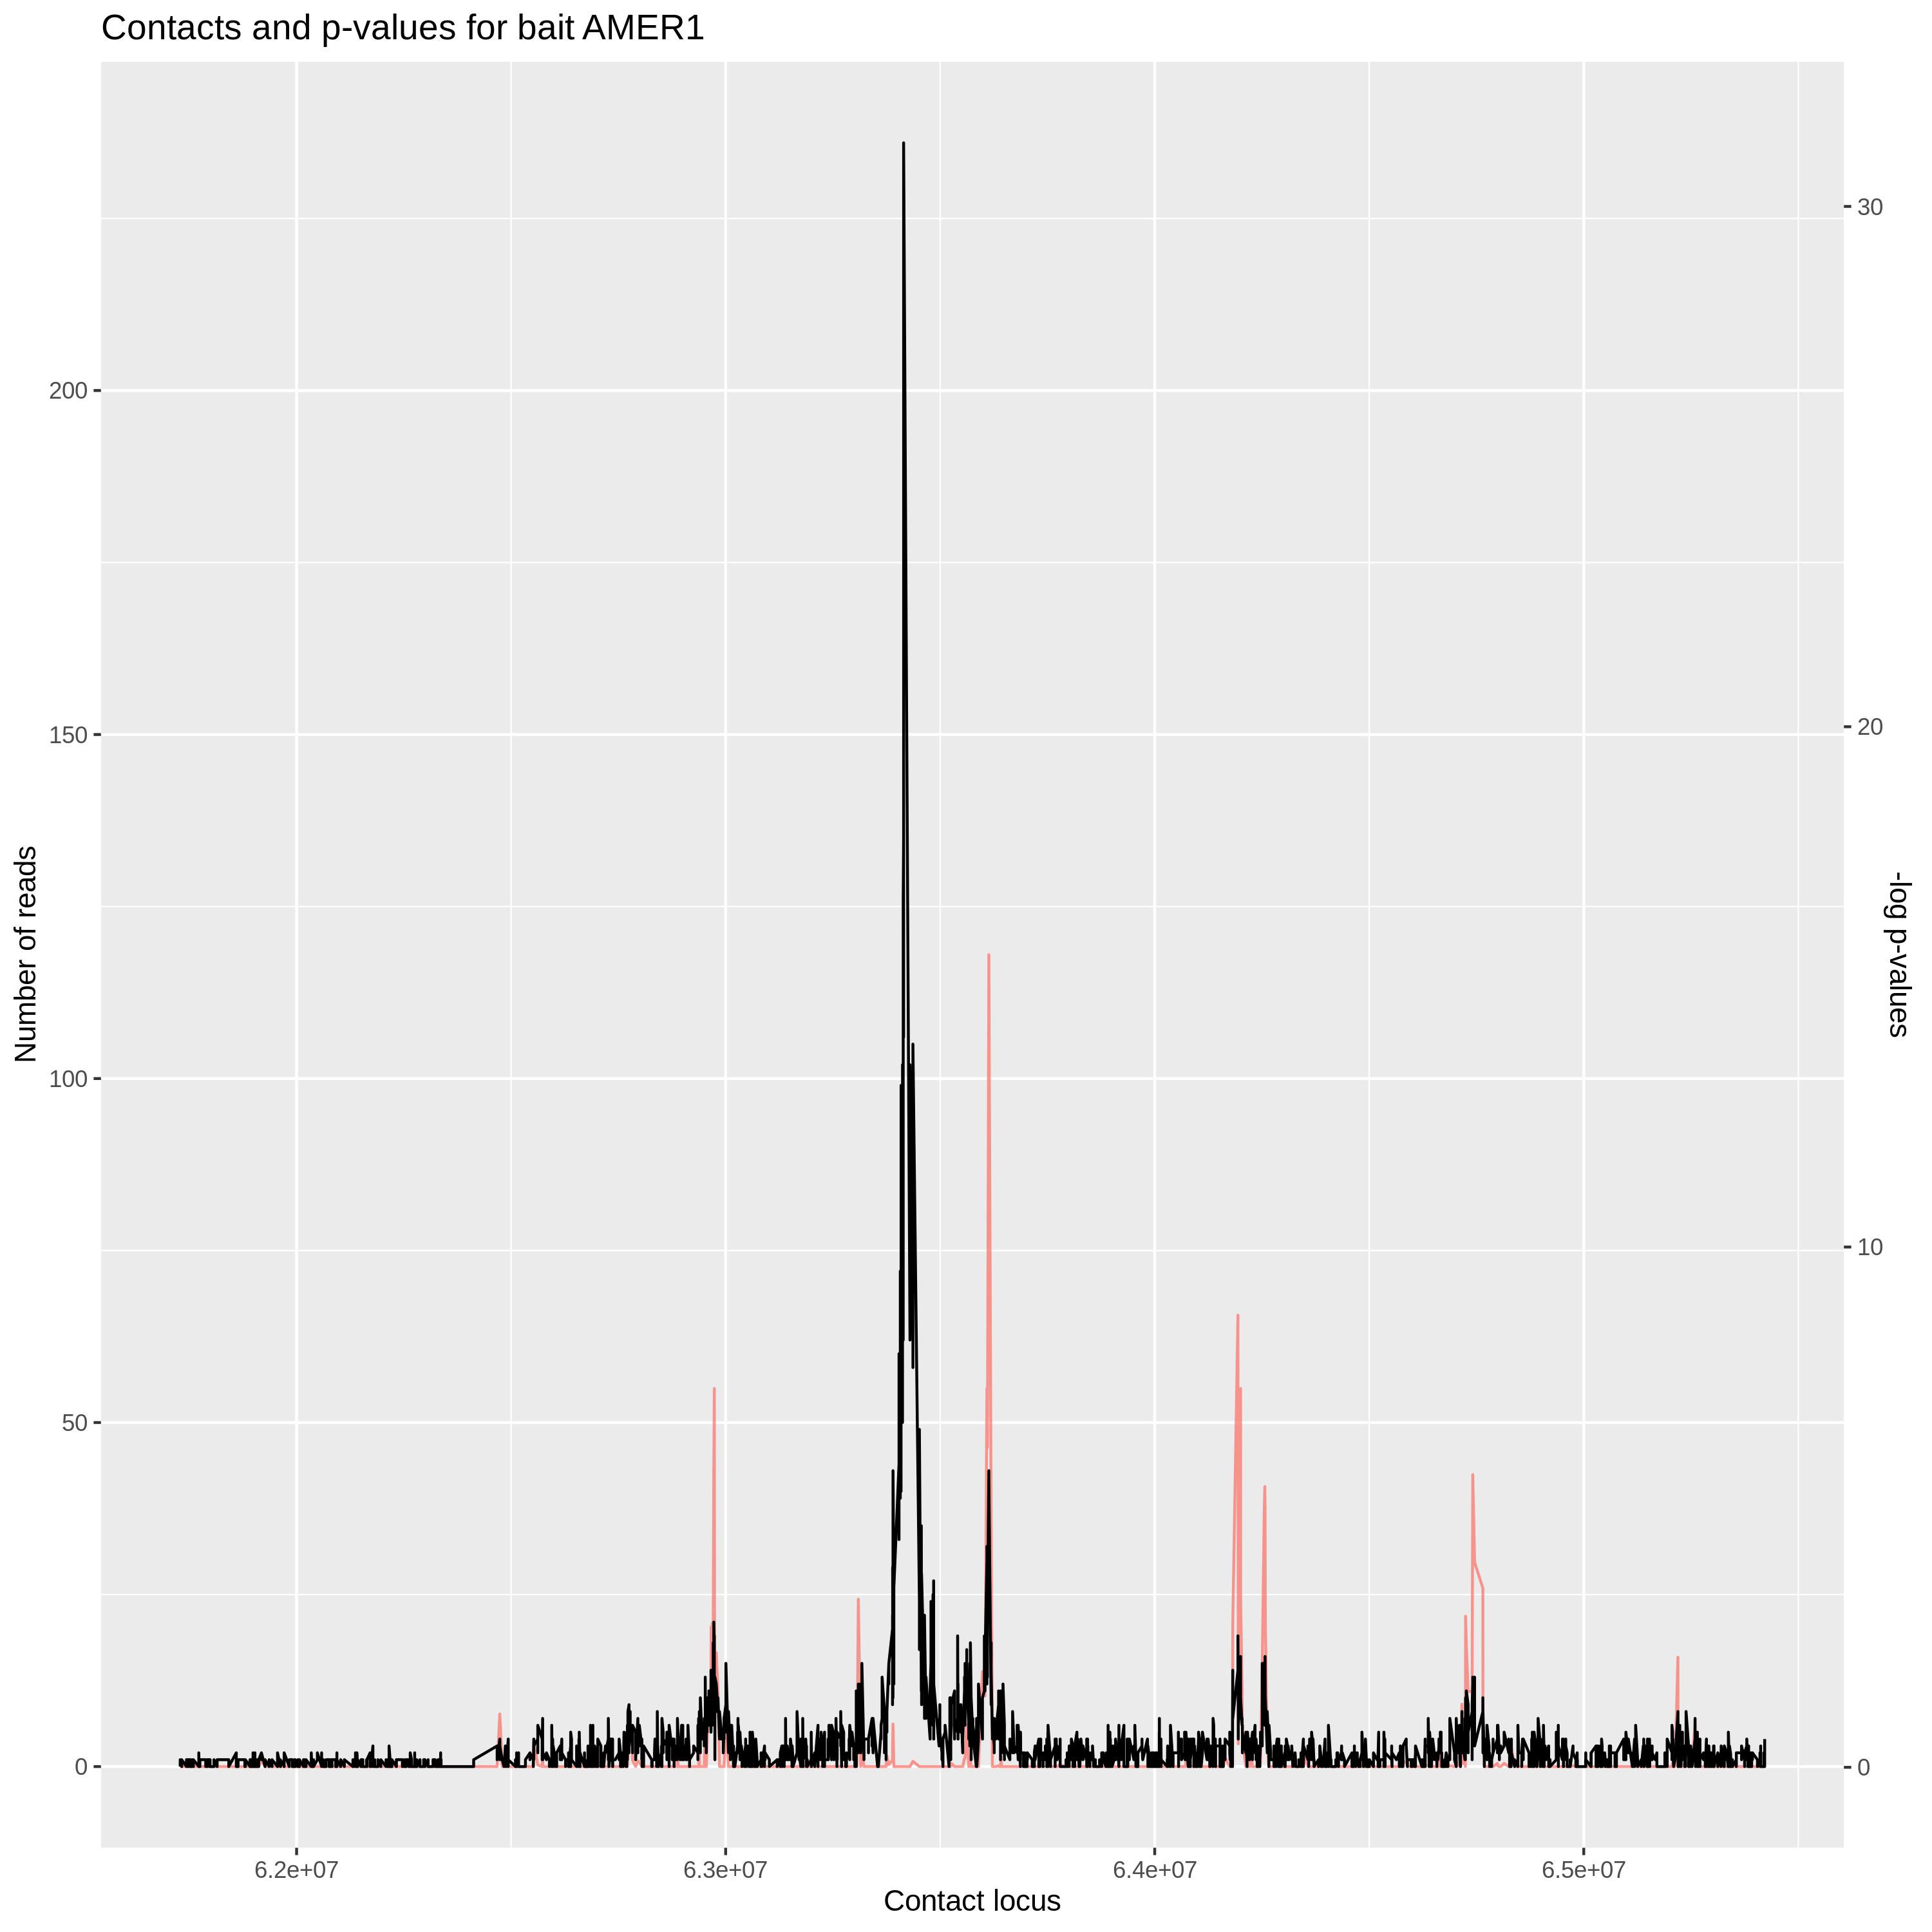 Contacts and p-values for bait AMER1
Number of reads
200
150
100
50
0
30
20
10
0
-log p-values
6.2e+07
6.3e+07
6.4e+07
6.5e+07
Contact locus